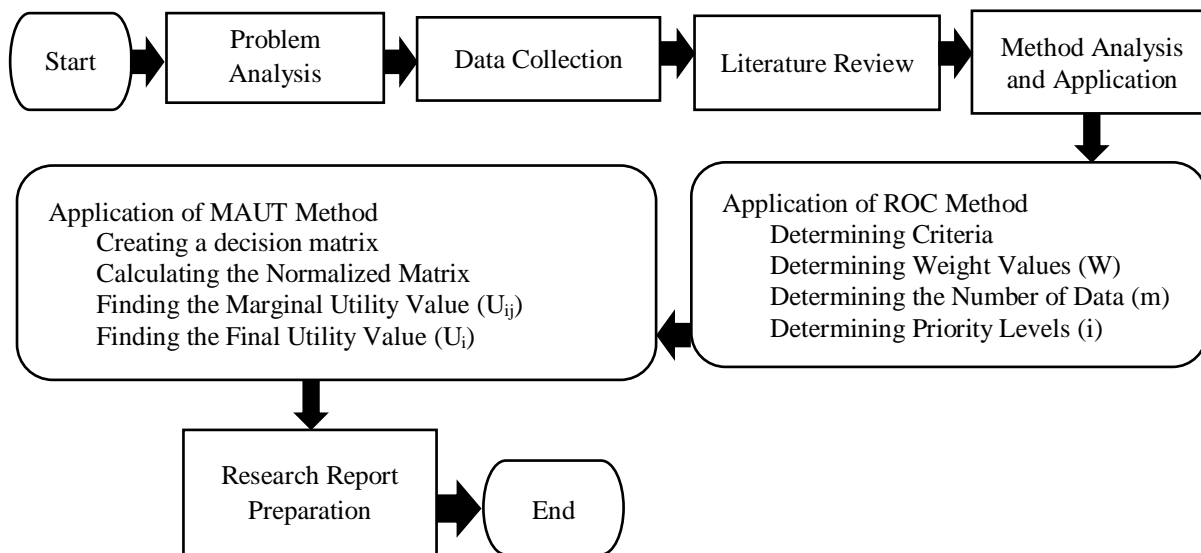 Start
Problem
Analysis
Data Collection
Literature Review
Method Analysis
and Application
Application of ROC Method
Determining Criteria
Determining Weight Values (W)
Determining the Number of Data (m)
Determining Priority Levels (i)
Application of MAUT Method
Creating a decision matrix
Calculating the Normalized Matrix
Finding the Marginal Utility Value (Uij)
Finding the Final Utility Value (Ui)
Research Report
Preparation
End